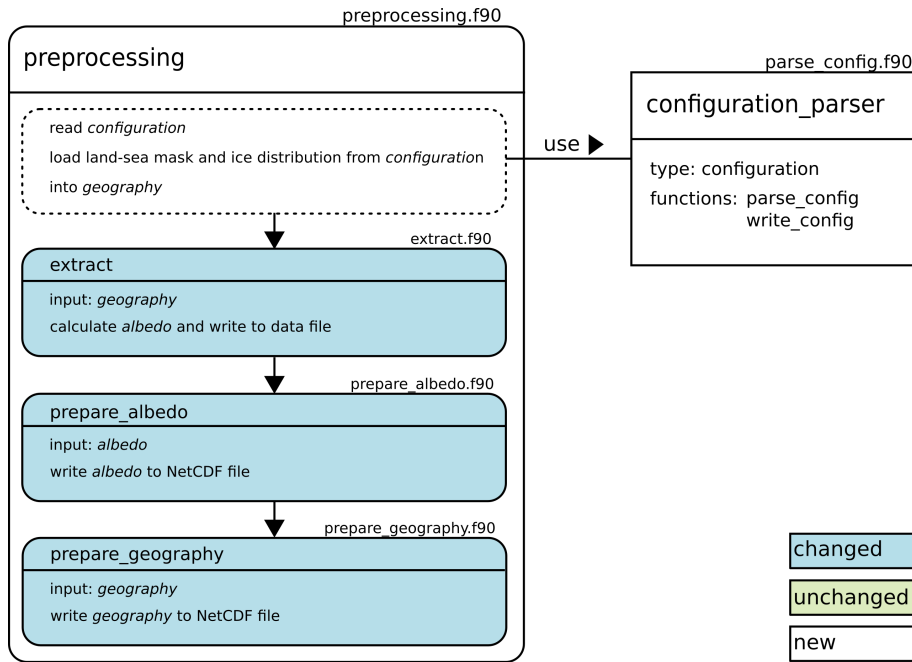 preprocessing.f90
preprocessing
read configuration
load land-sea mask and ice distribution from configuration
into geography
extract.f90
extract
input: geography
calculate albedo and write to data file
prepare_albedo.f90
prepare_albedo
input: albedo
write albedo to NetCDF file
prepare_geography.f90
prepare_geography
input: geography
write geography to NetCDF file
use
parse_config.f90
configuration_parser
type: configuration
functions: parse_config
write_config
changed
unchanged
new